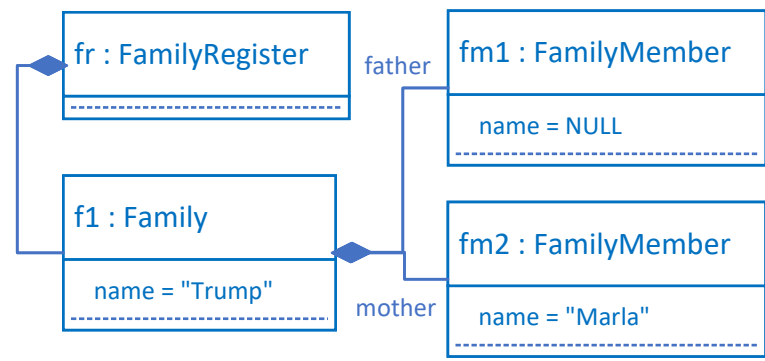 fr : FamilyRegister
father
fm1 : FamilyMember
name = NULL
f1 : Family
name = "Trump"
mother
fm2 : FamilyMember
name = "Marla"